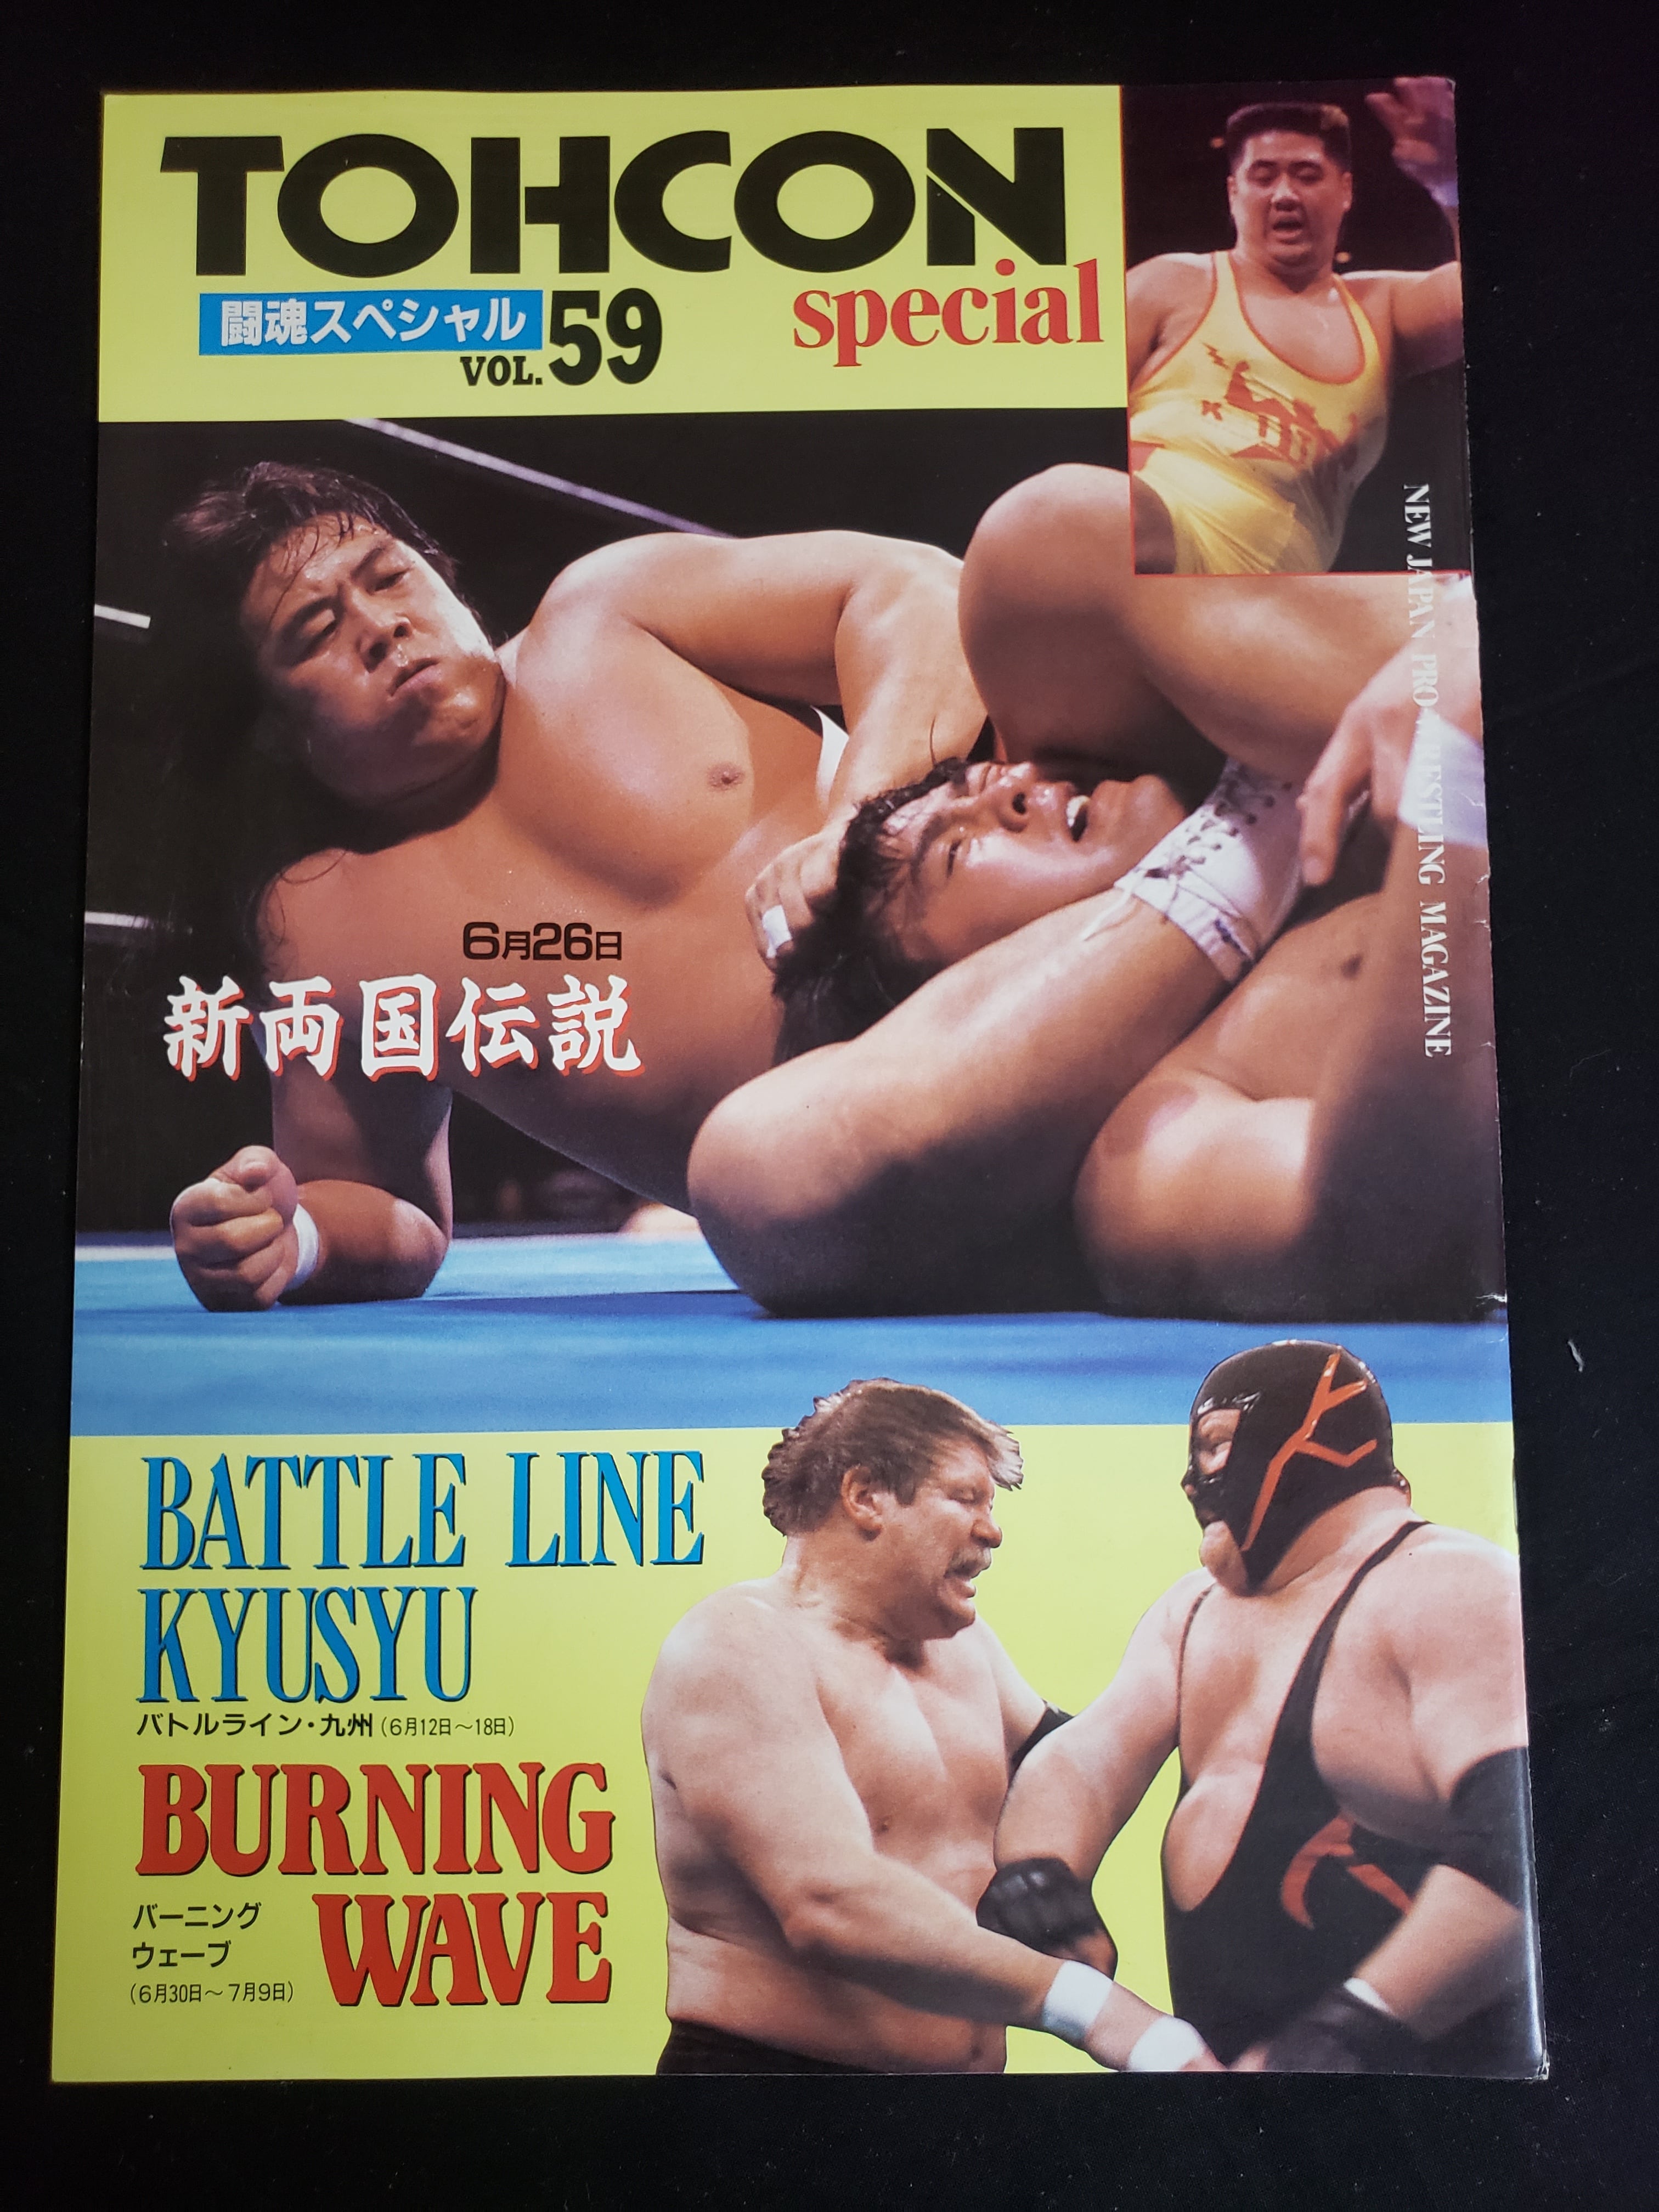 TOHCON
special
闘魂スペシャル
VOL.59
NEW JAPAN PRO-WRESTLING MAGAZINE
6月26日
新両国伝説
BATTLE LINE
KYUSYU
バトルライン・九州(6月12日〜18日)
BURNING
WAVE
バーニング
ウェーブ
(6月30日〜7月9日)